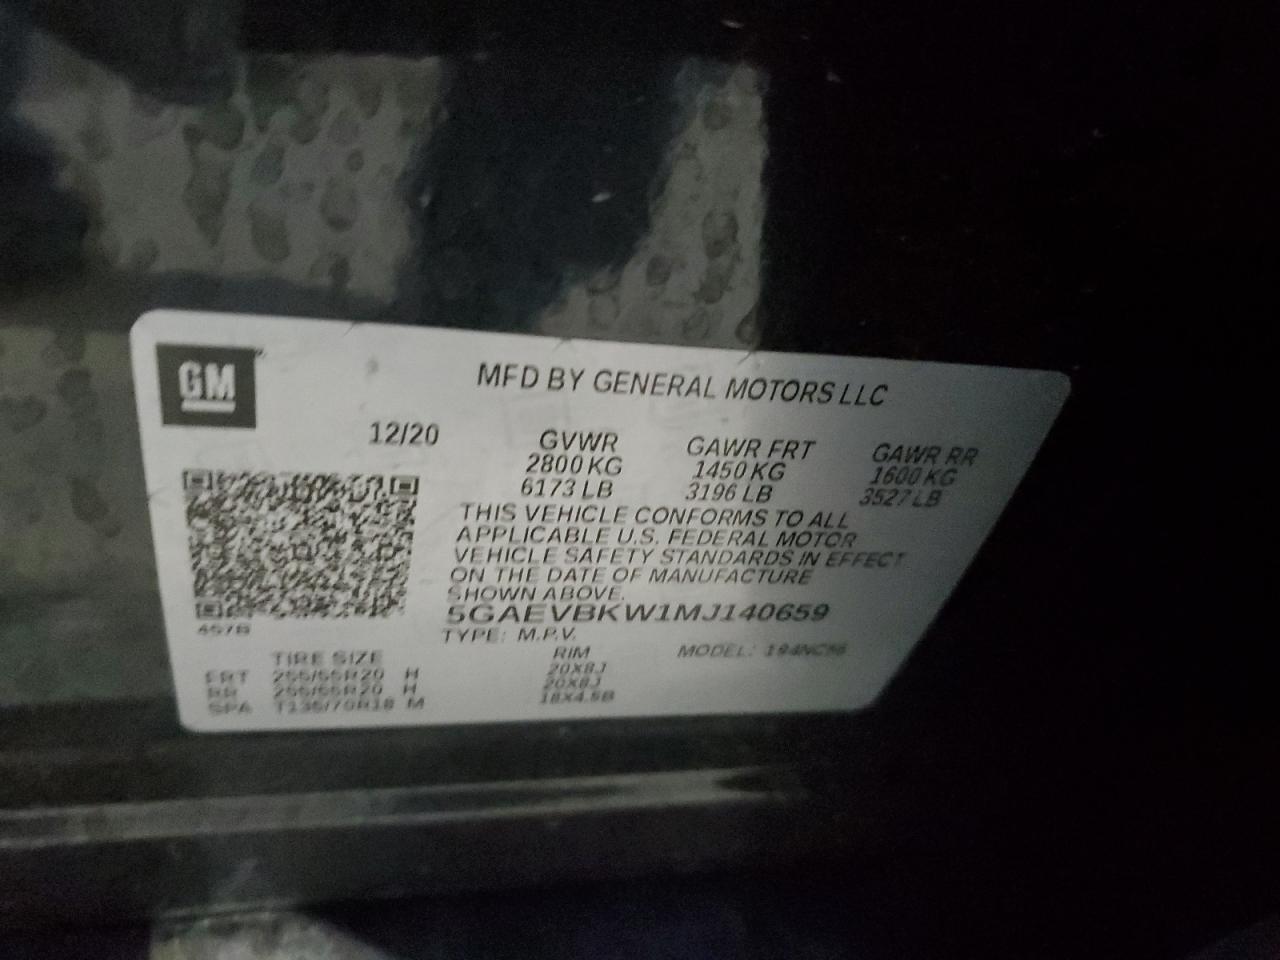 GM
MFD BY GENERAL MOTORS LLC
12/20
GVWR GAWR FRT GAWR RR
2800 KG 1450 KG 1600 KG
6173 LB 3196 LB 3527 LB
THIS VEHICLE CONFORMS TO ALL
APPLICABLE U.S. FEDERAL MOTOR
VEHICLE SAFETY STANDARDS IN EFFECT
ON THE DATE OF MANUFACTURE
SHOWN ABOVE.
5GAEVBKW1MJ140659
TYPE: M.P.V. MODEL:
TIRE SIZE RIM
FRT 255/55R20 H 20X8J
RR 255/55R20 H 20X8J
SPA T135/70R18 M 18X4.5B